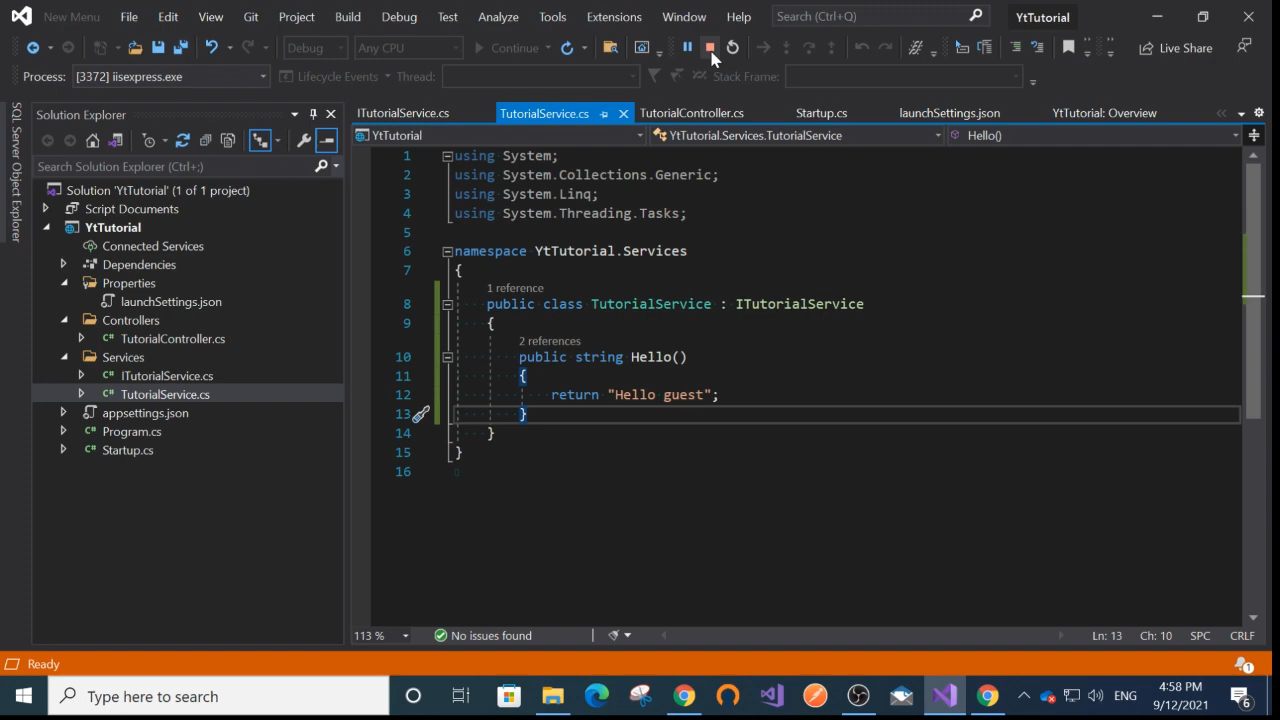 New Menu File Edit View Git Project Build Debug Test Analyze Tools Extensions Window Help Search (Ctrl+Q) YtTutorial
Debug Any CPU Continue Live Share
Process: [3372] iisexpress.exe Lifecycle Events Thread: Stack Frame:
SQL Server Object Explorer
Solution Explorer
Search Solution Explorer (Ctrl+;)
Solution 'YtTutorial' (1 of 1 project)
Script Documents
YtTutorial
Connected Services
Dependencies
Properties
launchSettings.json
Controllers
C# TutorialController.cs
Services
C# ITutorialService.cs
C# TutorialService.cs
appsettings.json
C# Program.cs
C# Startup.cs
ITutorialService.cs TutorialService.cs TutorialController.cs Startup.cs launchSettings.json YtTutorial: Overview
YtTutorial YtTutorial.Services.TutorialService Hello()
1 using System;
2 using System.Collections.Generic;
3 using System.Linq;
4 using System.Threading.Tasks;
5
6 namespace YtTutorial.Services
7 {
1 reference
8 public class TutorialService : ITutorialService
9 {
2 references
10 public string Hello()
11 {
12 return "Hello guest";
13 }
14 }
15 }
16
113 % No issues found Ln: 13 Ch: 10 SPC CRLF
Ready 1
Type here to search ENG 4:58 PM
9/12/2021 6